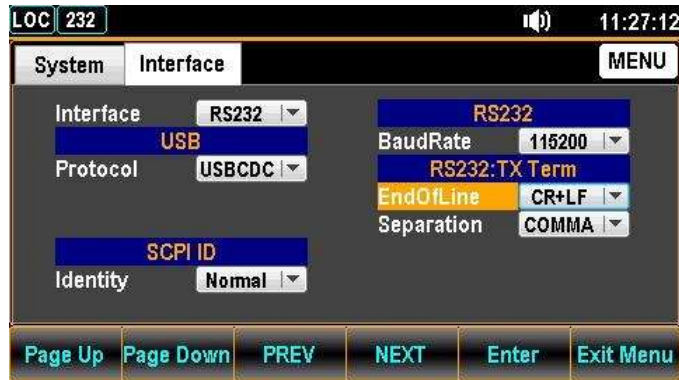 LOC 232 11:27:12
System Interface MENU
Interface RS232
USB
Protocol USBCDC
SCPI ID
Identity Normal
RS232
BaudRate 115200
RS232:TX Term
EndOfLine CR+LF
Separation COMMA
Page Up Page Down PREV NEXT Enter Exit Menu